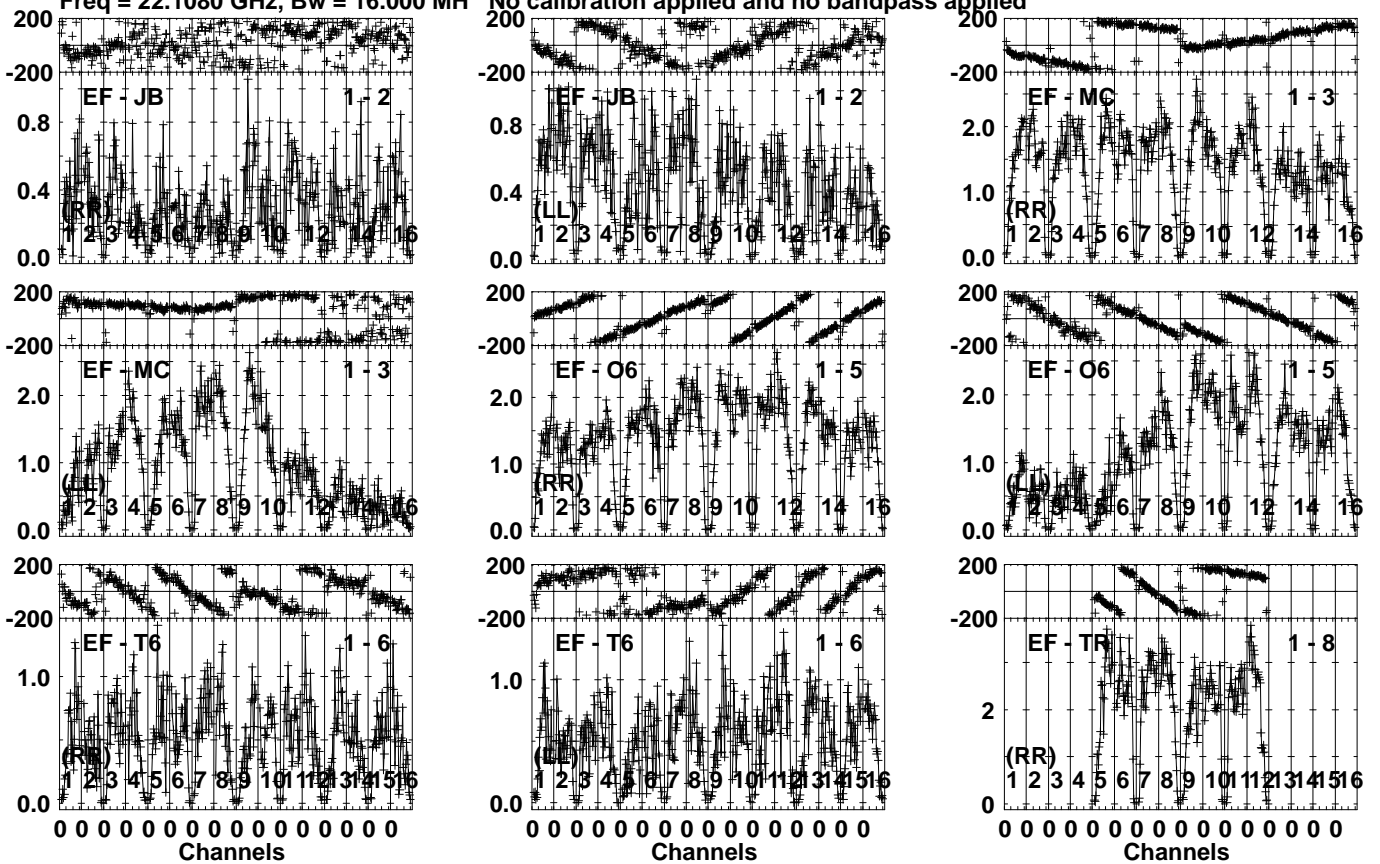 Freq = 22.1080 GHz, Bw = 16.000 MH No calibration applied and no bandpass applied
200
-200
EF - JB 1 - 2
0.8
0.4
0.0
(RR)
1 2 3 4 5 6 7 8 9 10 12 14 16
200
-200
EF - JB 1 - 2
0.8
0.4
0.0
(LL)
1 2 3 4 5 6 7 8 9 10 12 14 16
200
-200
EF - MC 1 - 3
2.0
1.0
0.0
(RR)
1 2 3 4 5 6 7 8 9 10 12 14 16
200
-200
EF - MC 1 - 3
2.0
1.0
0.0
(LL)
1 2 3 4 5 6 7 8 9 10 12 14 16
200
-200
EF - O6 1 - 5
2.0
1.0
0.0
(RR)
1 2 3 4 5 6 7 8 9 10 12 14 16
200
-200
EF - O6 1 - 5
2.0
1.0
0.0
(LL)
1 2 3 4 5 6 7 8 9 10 12 14 16
200
-200
EF - T6 1 - 6
1.0
0.0
(RR)
1 2 3 4 5 6 7 8 9 10 11 12 13 14 15 16
0 0 0 0 0 0 0 0 0 0 0 0 0 0 0 0
Channels
200
-200
EF - T6 1 - 6
1.0
0.0
(LL)
1 2 3 4 5 6 7 8 9 10 11 12 13 14 15 16
0 0 0 0 0 0 0 0 0 0 0 0 0 0 0 0
Channels
200
-200
EF - TR 1 - 8
2
0
(RR)
1 2 3 4 5 6 7 8 9 10 11 12 13 14 15 16
0 0 0 0 0 0 0 0 0 0 0 0 0 0 0 0
Channels